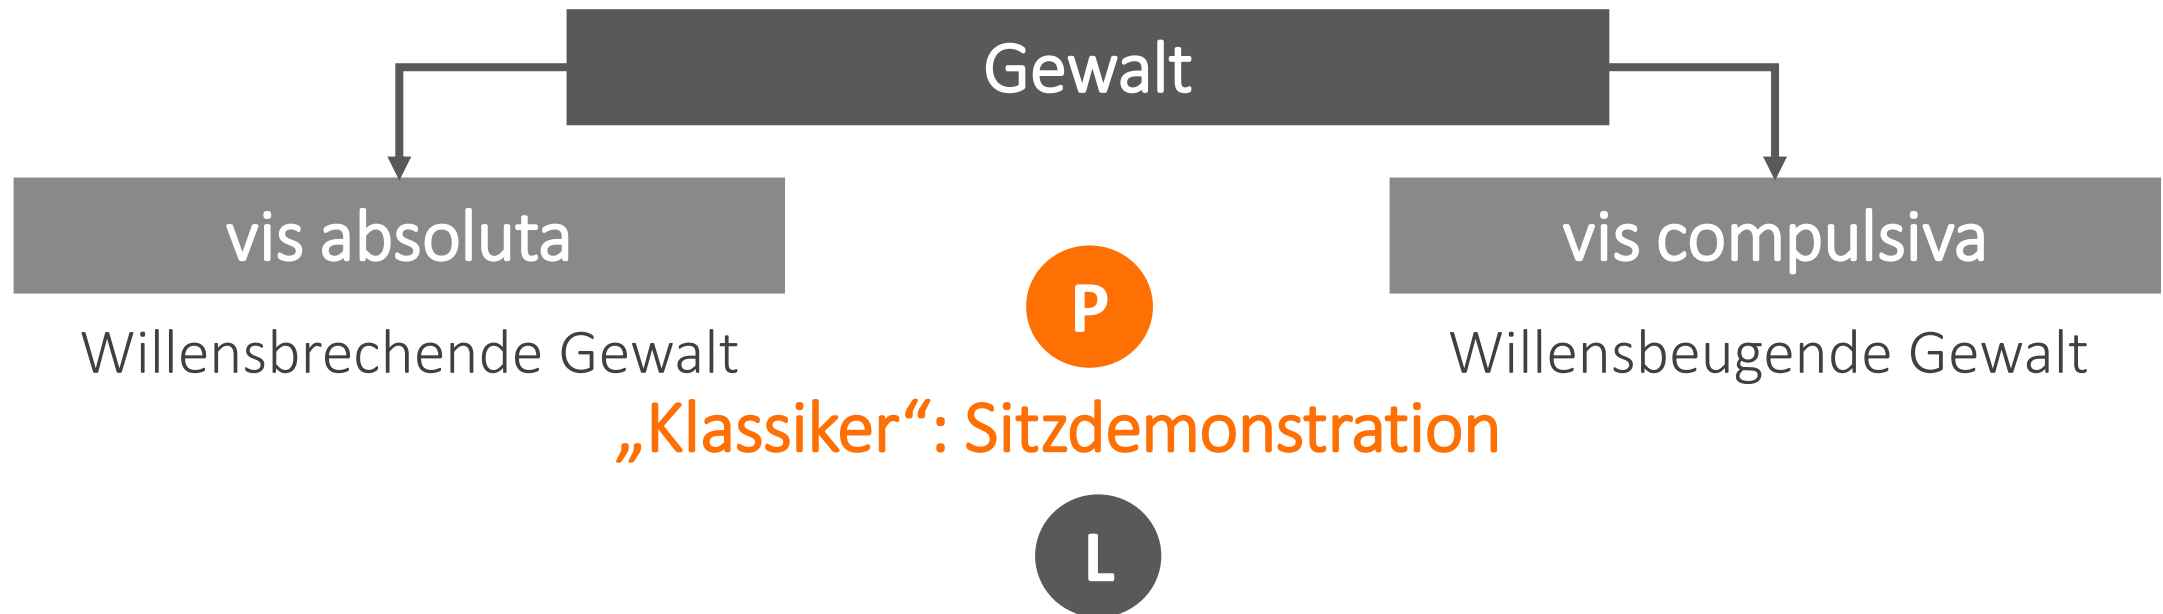 Gewalt
vis absoluta
vis compulsiva
P
Willensbrechende Gewalt
Willensbeugende Gewalt
„Klassiker“: Sitzdemonstration
L